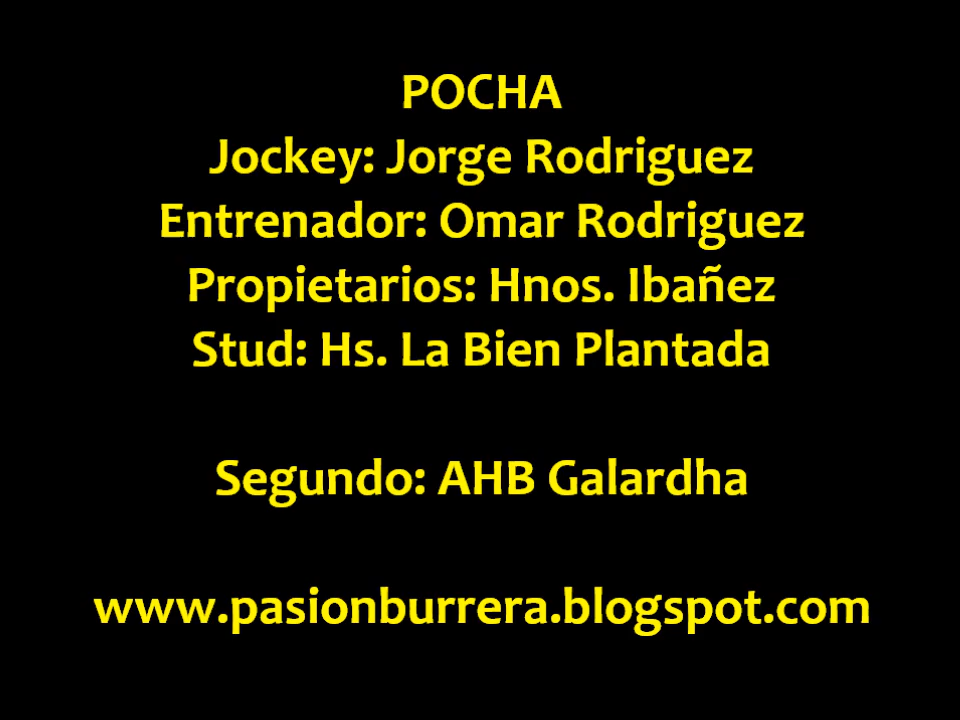 POCHA
Jockey: Jorge Rodriguez
Entrenador: Omar Rodriguez
Propietarios: Hnos. Ibañez
Stud: Hs. La Bien Plantada
Segundo: AHB Galardha
www.pasionburrera.blogspot.com